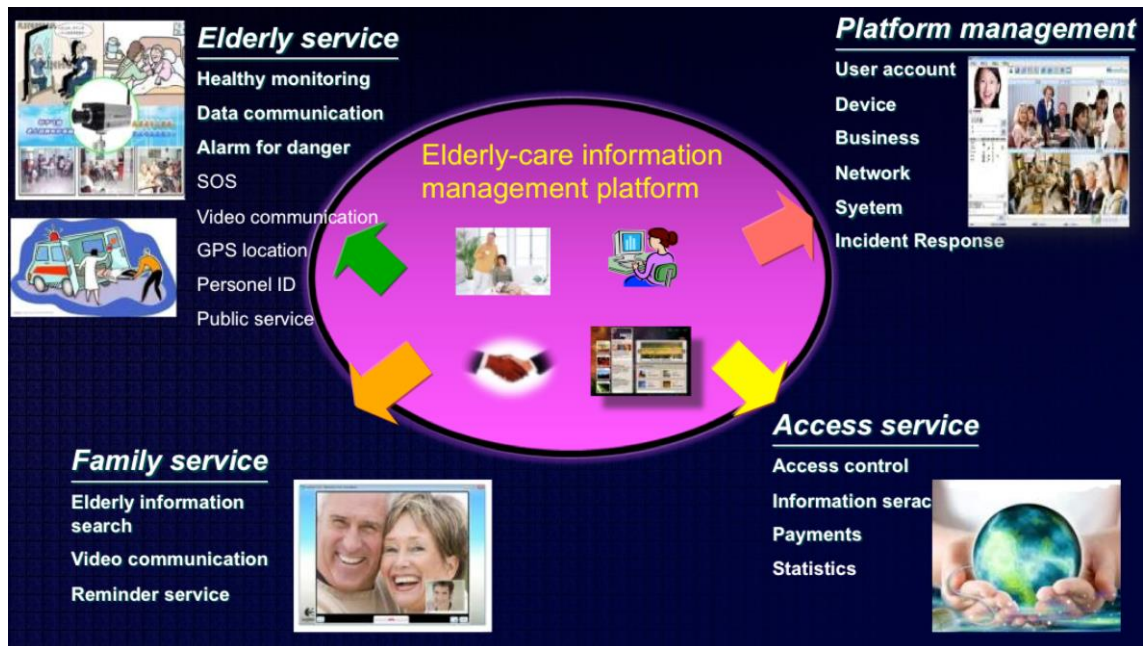 Elderly service
Healthy monitoring
Data communication
Alarm for danger
SOS
Video communication
GPS location
Personel ID
Public service
Elderly-care information
management platform
Platform management
User account
Device
Business
Network
Syetem
Incident Response
Family service
Elderly information
search
Video communication
Reminder service
Access service
Access control
Information serac
Payments
Statistics